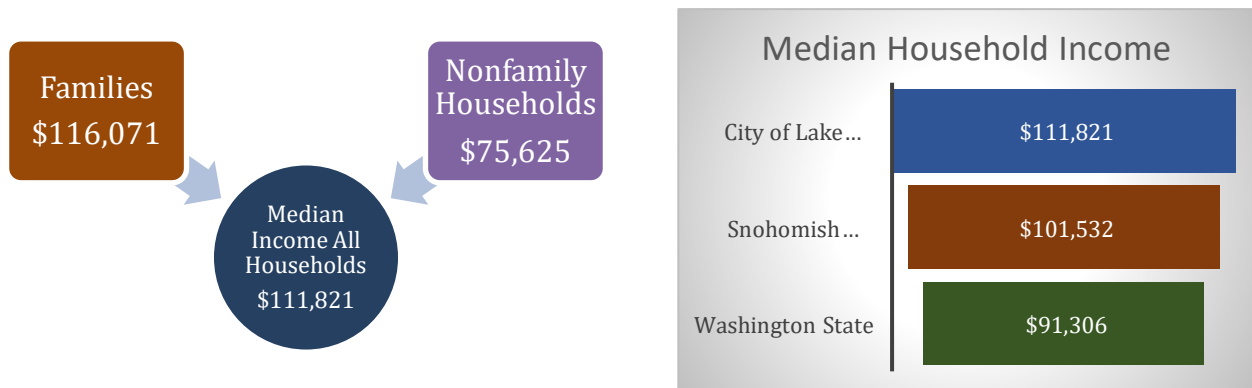 Families
$116,071
Nonfamily
Households
$75,625
Median
Income All
Households
$111,821
Median Household Income
City of Lake...
$111,821
Snohomish...
$101,532
Washington State
$91,306